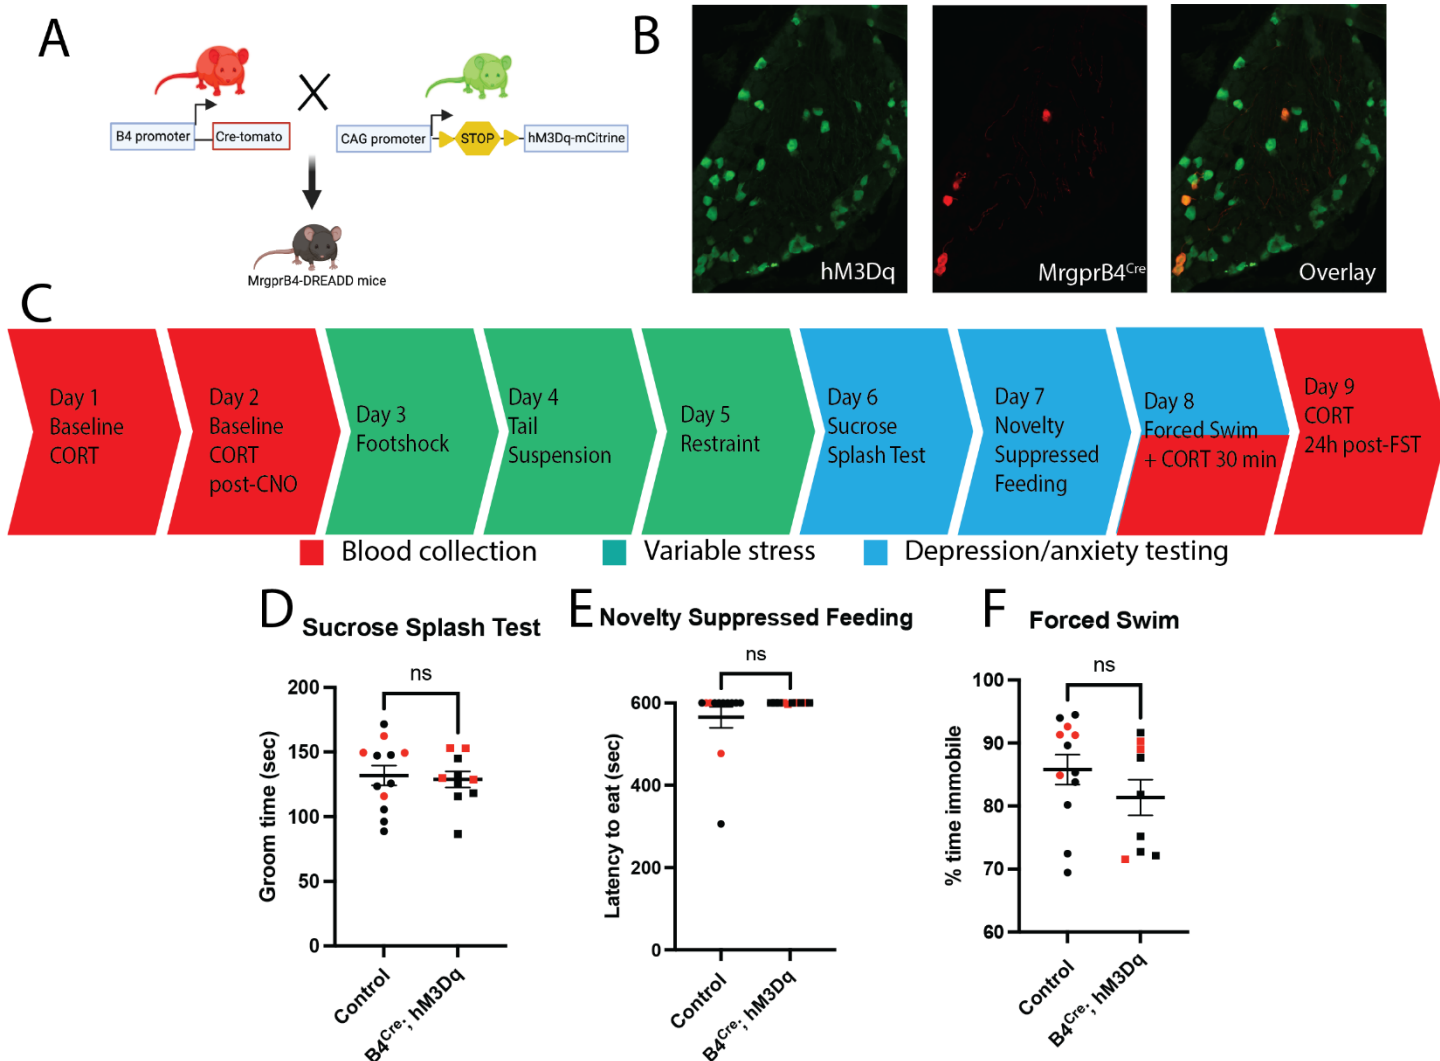 A
B4 promoter
Cre-tomato
CAG promoter
STOP
hM3Dq-mCitrine
MrgprB4-DREADD mice
B
hM3Dq
MrgprB4Cre
Overlay
C
Day 1
Baseline
CORT
Day 2
Baseline
CORT
post-CNO
Day 3
Footshock
Day 4
Tail
Suspension
Day 5
Restraint
Day 6
Sucrose
Splash Test
Day 7
Novelty
Suppressed
Feeding
Day 8
Forced Swim
+ CORT 30 min
Day 9
CORT
24h post-FST
Blood collection
Variable stress
Depression/anxiety testing
D
Sucrose Splash Test
ns
Groom time (sec)
200
150
100
50
0
Control
B4Cre; hM3Dq
E
Novelty Suppressed Feeding
ns
Latency to eat (sec)
600
400
200
0
Control
B4Cre; hM3Dq
F
Forced Swim
ns
% time immobile
100
90
80
70
60
Control
B4Cre; hM3Dq